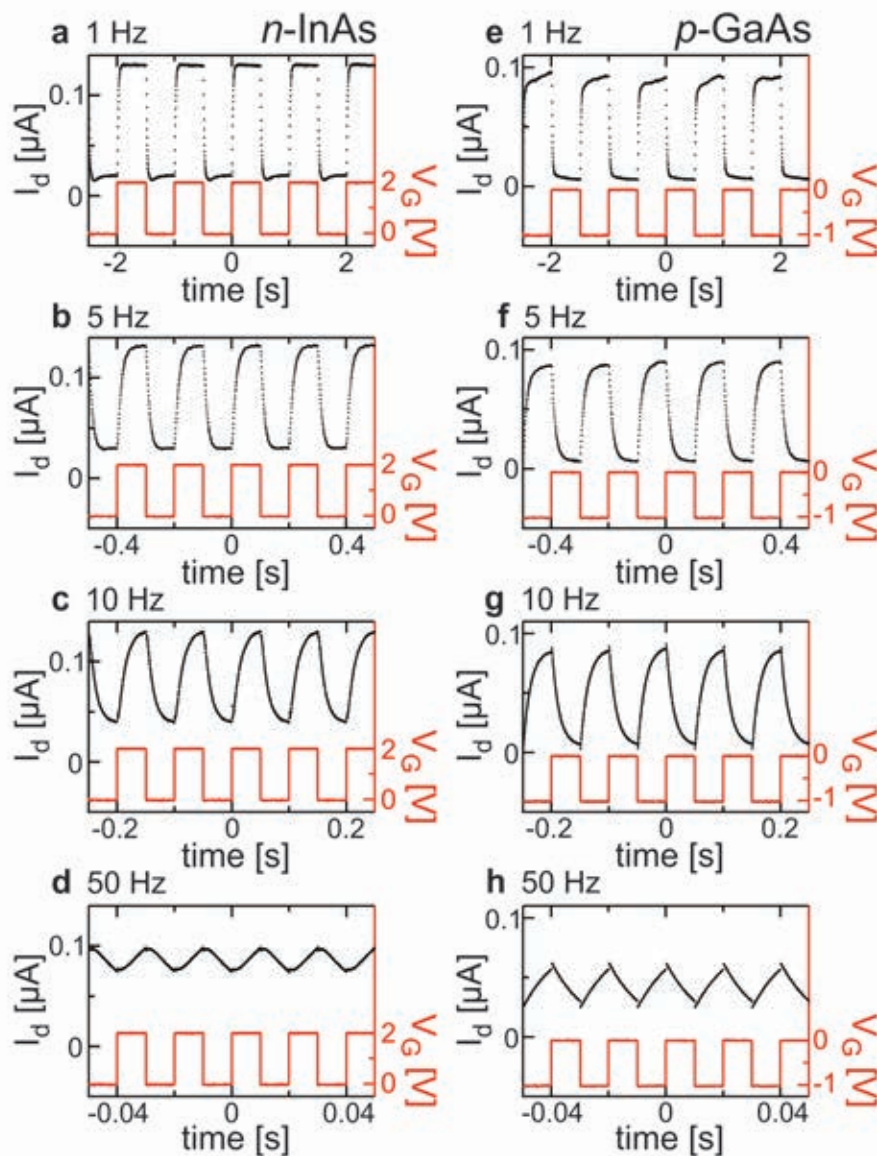 a 1 Hz n-InAs
I_d [µA]
0.1
0
2
0
V_G [V]
-2 0 2
time [s]
e 1 Hz p-GaAs
I_d [µA]
0.1
0
0
-1
V_G [V]
-2 0 2
time [s]
b 5 Hz
I_d [µA]
0.1
0
2
0
V_G [V]
-0.4 0 0.4
time [s]
f 5 Hz
I_d [µA]
0.1
0
0
-1
V_G [V]
-0.4 0 0.4
time [s]
c 10 Hz
I_d [µA]
0.1
0
2
0
V_G [V]
-0.2 0 0.2
time [s]
g 10 Hz
I_d [µA]
0.1
0
0
-1
V_G [V]
-0.2 0 0.2
time [s]
d 50 Hz
I_d [µA]
0.1
0
2
0
V_G [V]
-0.04 0 0.04
time [s]
h 50 Hz
I_d [µA]
0.1
0
0
-1
V_G [V]
-0.04 0 0.04
time [s]